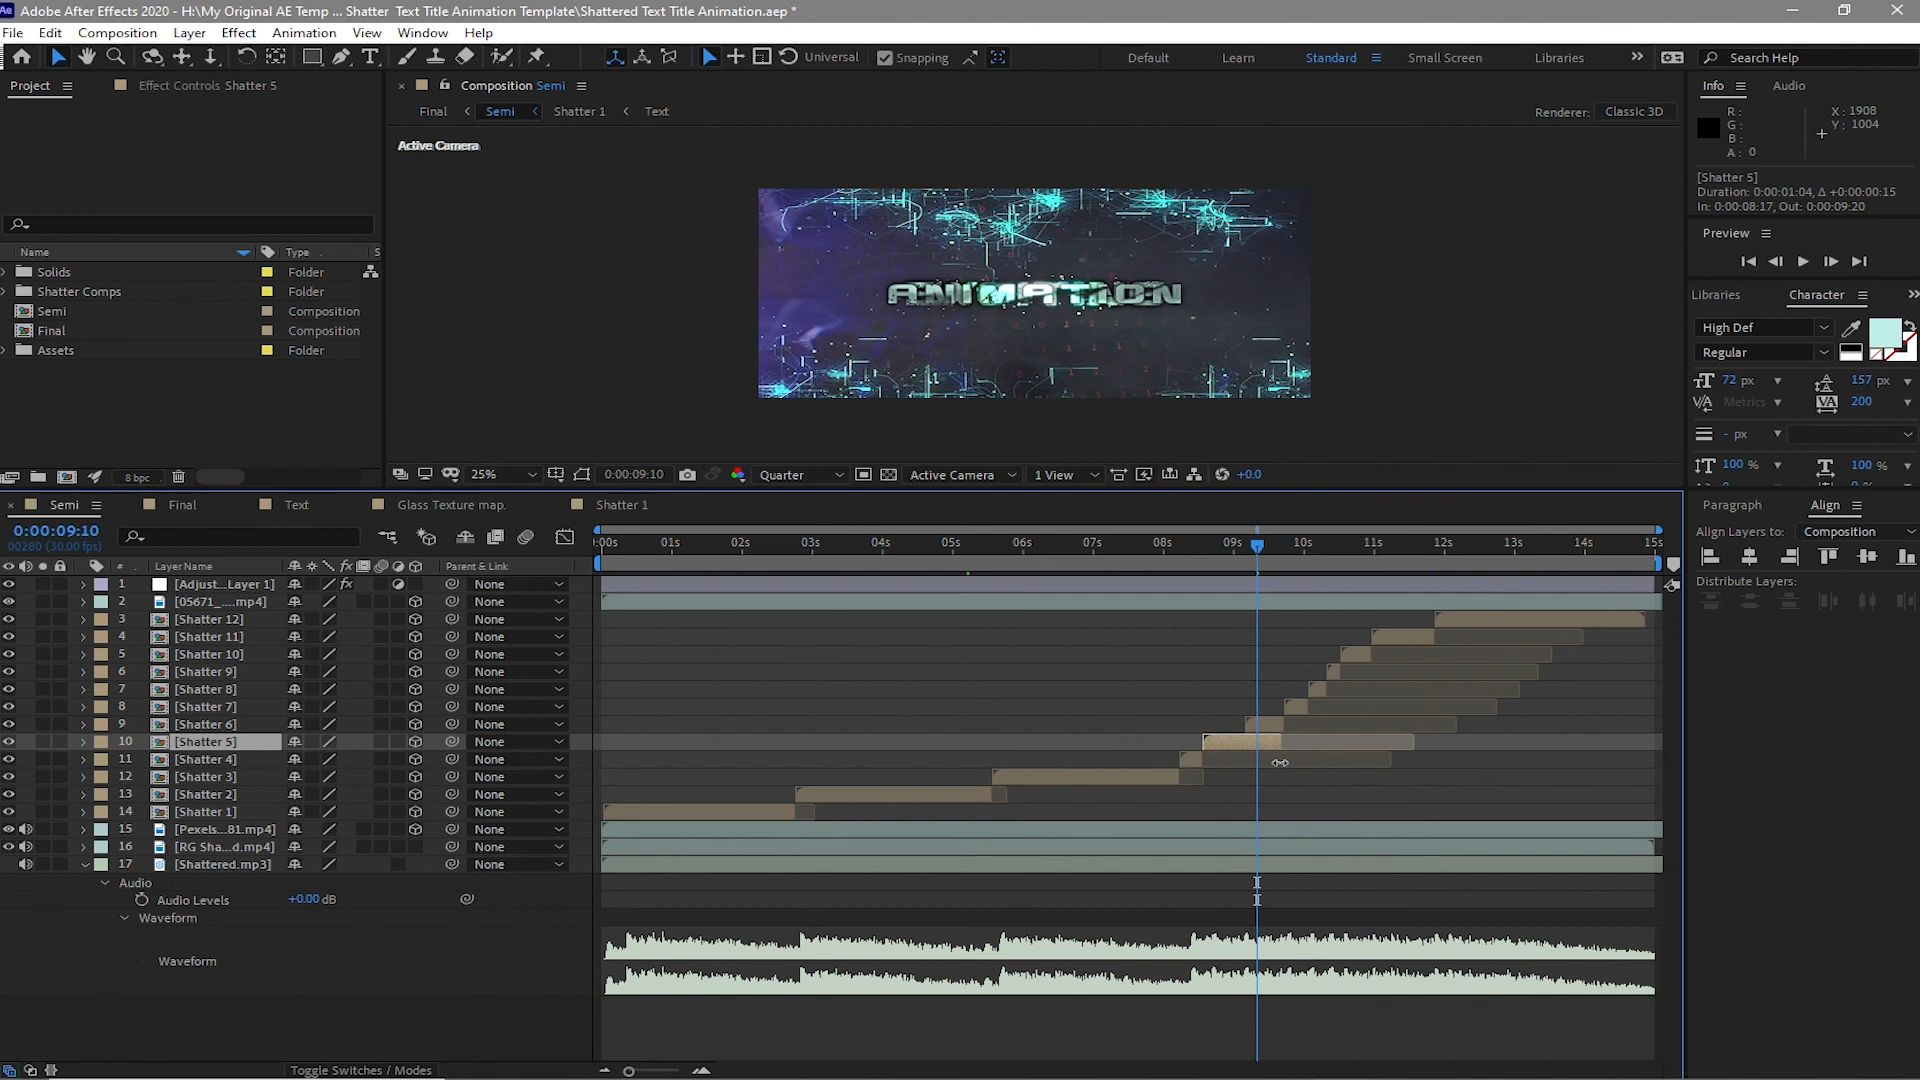 Adobe After Effects 2020 - H:\My Original AE Temp ... Shatter  Text Title Animation Template\Shattered Text Title Animation.aep *
File Edit Composition Layer Effect Animation View Window Help
Universal Snapping Default Learn Standard Small Screen Libraries Search Help
Project Effect Controls Shatter 5
Composition Semi
Info Audio
Final Semi Shatter 1 Text
Renderer: Classic 3D
R : X : 1908
G : Y : 1004
B :
A : 0
Active Camera
[Shatter 5]
Duration: 0:00:01:04, Δ +0:00:00:15
In: 0:00:08:17, Out: 0:00:09:20
Preview
Name Type S
Solids Folder
Shatter Comps Folder
Semi Composition
Final Composition
Assets Folder
ANIMATION
Libraries Character
High Def
Regular
72 px 157 px
Metrics 200
- px
100 % 100 %
8 bpc
25% 0:00:09:10 Quarter Active Camera 1 View +0.0
Semi Final Text Glass Texture map. Shatter 1
Paragraph Align
0:00:09:10
00280 (30.00 fps)
:00s 01s 02s 03s 04s 05s 06s 07s 08s 09s 10s 11s 12s 13s 14s 15s
Align Layers to: Composition
# Layer Name fx Parent & Link
Distribute Layers:
1 [Adjust...Layer 1] fx None
2 [05671_....mp4] None
3 [Shatter 12] None
4 [Shatter 11] None
5 [Shatter 10] None
6 [Shatter 9] None
7 [Shatter 8] None
8 [Shatter 7] None
9 [Shatter 6] None
10 [Shatter 5] None
11 [Shatter 4] None
12 [Shatter 3] None
13 [Shatter 2] None
14 [Shatter 1] None
15 [Pexels...81.mp4] None
16 [RG Sha...d.mp4] None
17 [Shattered.mp3] None
Audio
Audio Levels +0.00 dB
Waveform
Waveform
Toggle Switches / Modes